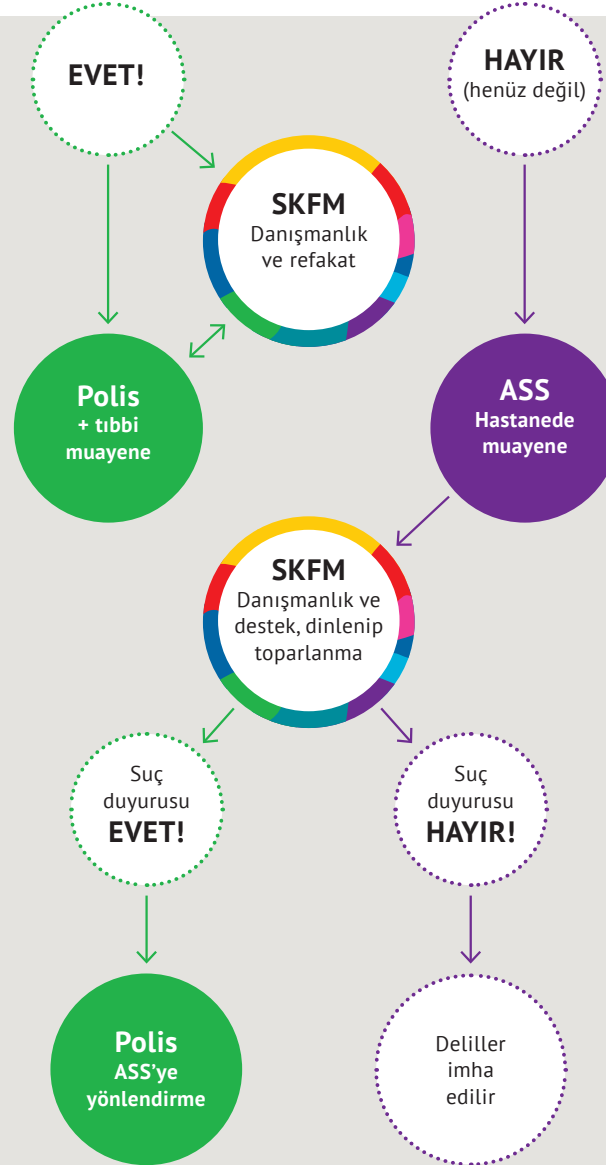 EVET!
HAYIR
(henüz değil)
SKFM
Danışmanlık
ve refakat
Polis
+ tıbbi
muayene
ASS
Hastanede
muayene
SKFM
Danışmanlık ve
destek, dinlenip
toparlanma
Suç
duyurusu
EVET!
Suç
duyurusu
HAYIR!
Polis
ASS’ye
yönlendirme
Deliller
imha
edilir